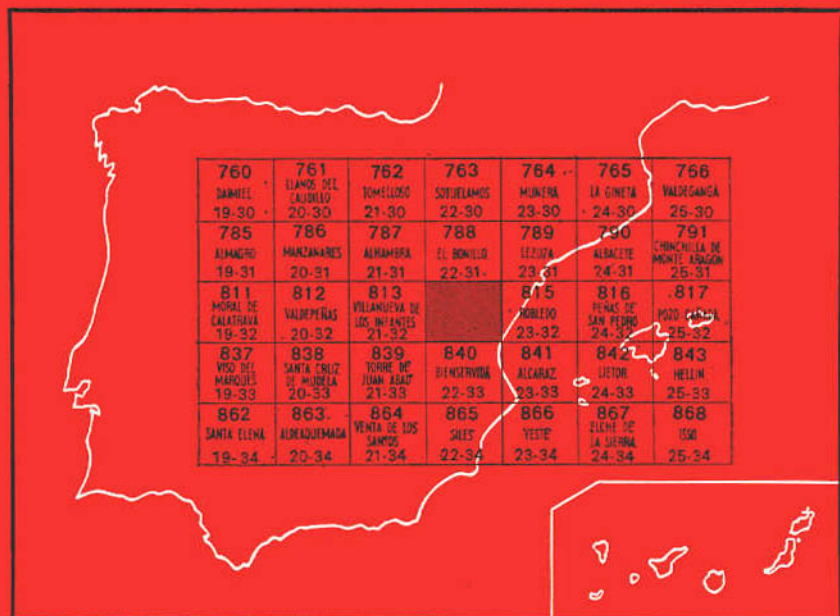 760 761 762 763 764 765 766
DAIMIEL LLANOS DEL CAUDILLO TOMELLOSO SOTUELAMOS MUNERA LA GINETA VALDEGANGA
19-30 20-30 21-30 22-30 23-30 24-30 25-30
785 786 787 788 789 790 791
ALMAGRO MANZANARES ALHAMBRA EL BONILLO LEZUZA ALBACETE CHINCHILLA DE MONTE ARAGON
19-31 20-31 21-31 22-31 23-31 24-31 25-31
811 812 813 815 816 817
MORAL DE CALATRAVA VALDEPEÑAS VILLANUEVA DE LOS INFANTES ROBLEDO PEÑAS DE SAN PEDRO POZO
19-32 20-32 21-32 23-32 24-32 25-32
837 838 839 840 841 842 843
VISO DEL MARQUES SANTA CRUZ DE MUDELA TORRE DE JUAN ABAD BIENSERVIDA ALCARAZ LIETOR HELLIN
19-33 20-33 21-33 22-33 23-33 24-33 25-33
862 863 864 865 866 867 868
SANTA ELENA ALDEAQUEMADA VENTA DE LOS SANTOS SILES YESTE ELCHE DE LA SIERRA ISSO
19-34 20-34 21-34 22-34 23-34 24-34 25-34